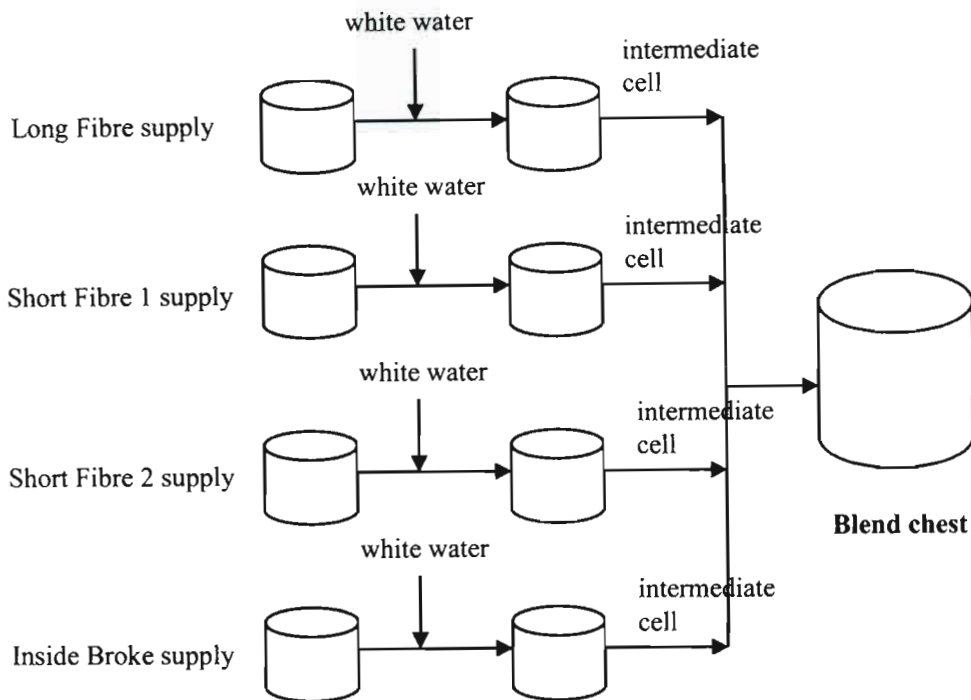 white water
intermediate
cell
Long Fibre supply
white water
intermediate
cell
Short Fibre 1 supply
white water
intermediate
cell
Short Fibre 2 supply
Blend chest
white water
intermediate
cell
Inside Broke supply